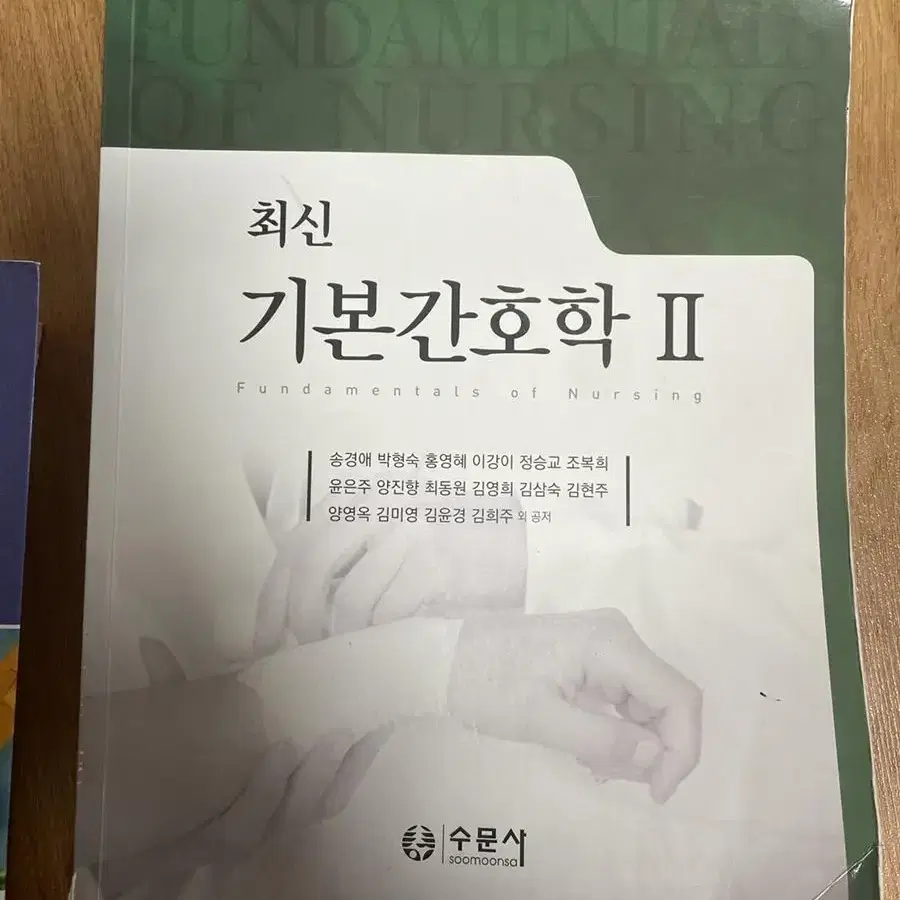 FUNDAMENTALS
OF NURSING
최신
기본간호학 II
Fundamentals of Nursing
송경애 박형숙 홍영혜 이강이 정승교 조복희
윤은주 양진향 최동원 김영희 김삼숙 김현주
양영옥 김미영 김윤경 김희주 외 공저
수문사
soomoonsa